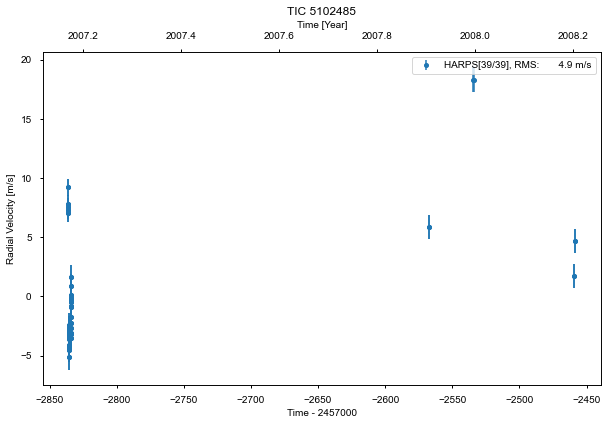 TIC 5102485
Time [Year]
2007.2 2007.4 2007.6 2007.8 2008.0 2008.2
HARPS[39/39], RMS: 4.9 m/s
20
15
10
5
0
−5
Radial Velocity [m/s]
−2850 −2800 −2750 −2700 −2650 −2600 −2550 −2500 −2450
Time - 2457000